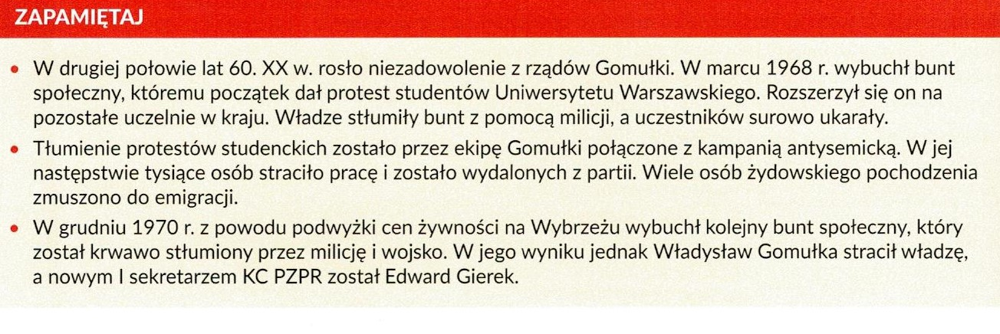 ZAPAMIĘTAJ
• W drugiej połowie lat 60. XX w. rosło niezadowolenie z rządów Gomułki. W marcu 1968 r. wybuchł bunt
społeczny, któremu początek dał protest studentów Uniwersytetu Warszawskiego. Rozszerzył się on na
pozostałe uczelnie w kraju. Władze stłumiły bunt z pomocą milicji, a uczestników surowo ukarały.
• Tłumienie protestów studenckich zostało przez ekipę Gomułki połączone z kampanią antysemicką. W jej
następstwie tysiące osób straciło pracę i zostało wydalonych z partii. Wiele osób żydowskiego pochodzenia
zmuszono do emigracji.
• W grudniu 1970 r. z powodu podwyżki cen żywności na Wybrzeżu wybuchł kolejny bunt społeczny, który
został krwawo stłumiony przez milicję i wojsko. W jego wyniku jednak Władysław Gomułka stracił władzę,
a nowym I sekretarzem KC PZPR został Edward Gierek.